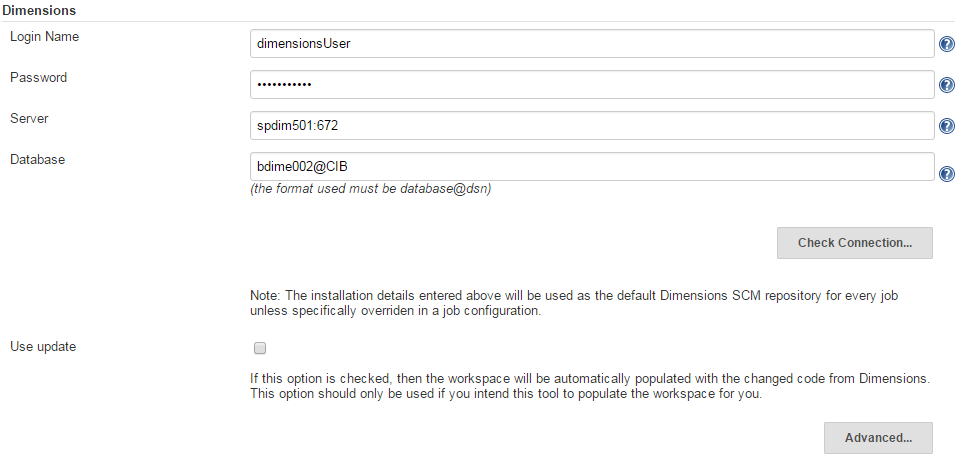 Dimensions
Login Name
dimensionsUser
?
Password
•••••••••••
?
Server
spdim501:672
?
Database
bdime002@CIB
?
(the format used must be database@dsn)
Check Connection...
Note: The installation details entered above will be used as the default Dimensions SCM repository for every job
unless specifically overriden in a job configuration.
Use update
If this option is checked, then the workspace will be automatically populated with the changed code from Dimensions.
This option should only be used if you intend this tool to populate the workspace for you.
Advanced...